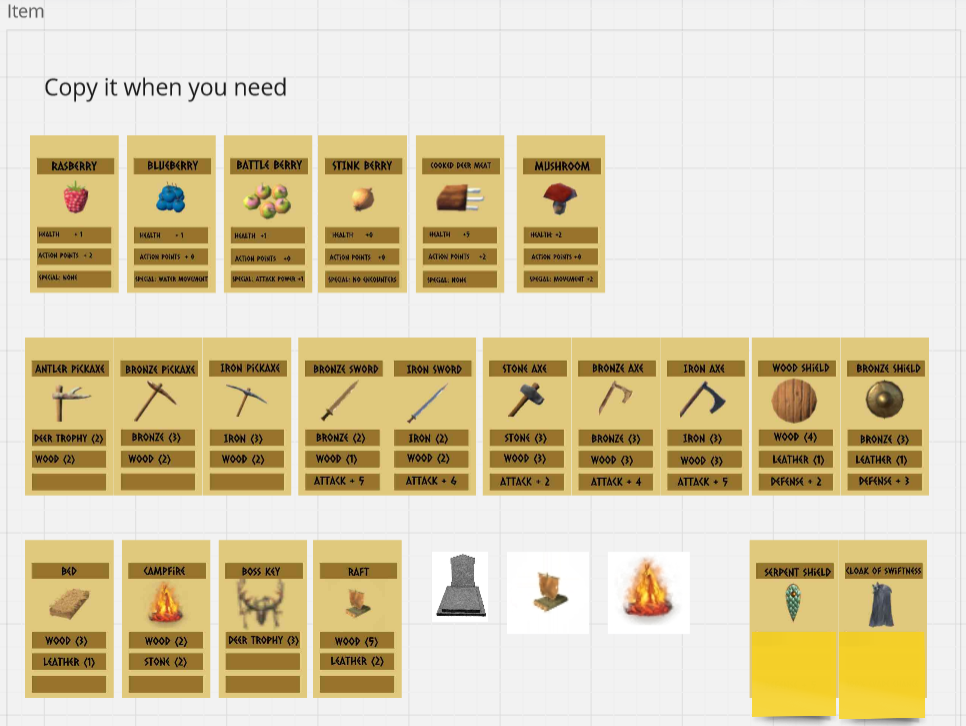 Item
Copy it when you need
RASBERRY
HEALTH + 1
ACTION POINTS + 2
SPECIAL: NONE
BLUEBERRY
HEALTH + 1
ACTION POINTS + 0
SPECIAL: WATER MOVEMENT
BATTLE BERRY
HEALTH +1
ACTION POINTS +0
SPECIAL: ATTACK POWER +1
STINK BERRY
HEALTH +0
ACTION POINTS +0
SPECIAL: NO ENCOUNTERS
COOKED DEER MEAT
HEALTH +5
ACTION POINTS +2
SPECIAL: NONE
MUSHROOM
HEALTH +2
ACTION POINTS +0
SPECIAL: MOVEMENT +2
ANTLER PICKAXE
DEER TROPHY (2)
WOOD (2)
BRONZE PICKAXE
BRONZE (3)
WOOD (2)
IRON PICKAXE
IRON (3)
WOOD (2)
BRONZE SWORD
BRONZE (2)
WOOD (1)
ATTACK + 5
IRON SWORD
IRON (2)
WOOD (2)
ATTACK + 6
STONE AXE
STONE (3)
WOOD (3)
ATTACK + 2
BRONZE AXE
BRONZE (3)
WOOD (3)
ATTACK + 4
IRON AXE
IRON (3)
WOOD (3)
ATTACK + 5
WOOD SHIELD
WOOD (4)
LEATHER (1)
DEFENSE + 2
BRONZE SHIELD
BRONZE (3)
LEATHER (1)
DEFENSE + 3
BED
WOOD (3)
LEATHER (1)
CAMPFIRE
WOOD (2)
STONE (2)
BOSS KEY
DEER TROPHY (3)
RAFT
WOOD (5)
LEATHER (2)
SERPENT SHIELD
CLOAK OF SWIFTNESS